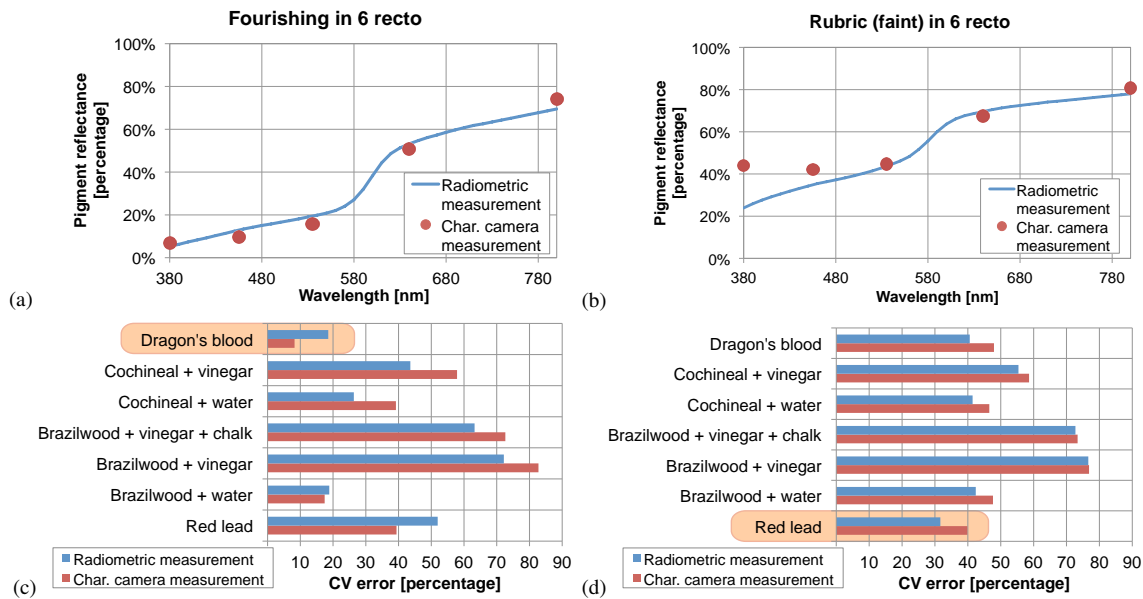 Fourishing in 6 recto
Pigment reflectance
[percentage]
100%
80%
60%
40%
20%
0%
380
480
580
680
780
Wavelength [nm]
Radiometric
measurement
Char. camera
measurement
(a)
Rubric (faint) in 6 recto
Pigment reflectance
[percentage]
100%
80%
60%
40%
20%
0%
380
480
580
680
780
Wavelength [nm]
Radiometric
measurement
Char. camera
measurement
(b)
Dragon's blood
Cochineal + vinegar
Cochineal + water
Brazilwood + vinegar + chalk
Brazilwood + vinegar
Brazilwood + water
Red lead
10 20 30 40 50 60 70 80 90
CV error [percentage]
Radiometric measurement
Char. camera measurement
(c)
Dragon's blood
Cochineal + vinegar
Cochineal + water
Brazilwood + vinegar + chalk
Brazilwood + vinegar
Brazilwood + water
Red lead
10 20 30 40 50 60 70 80 90
CV error [percentage]
Radiometric measurement
Char. camera measurement
(d)